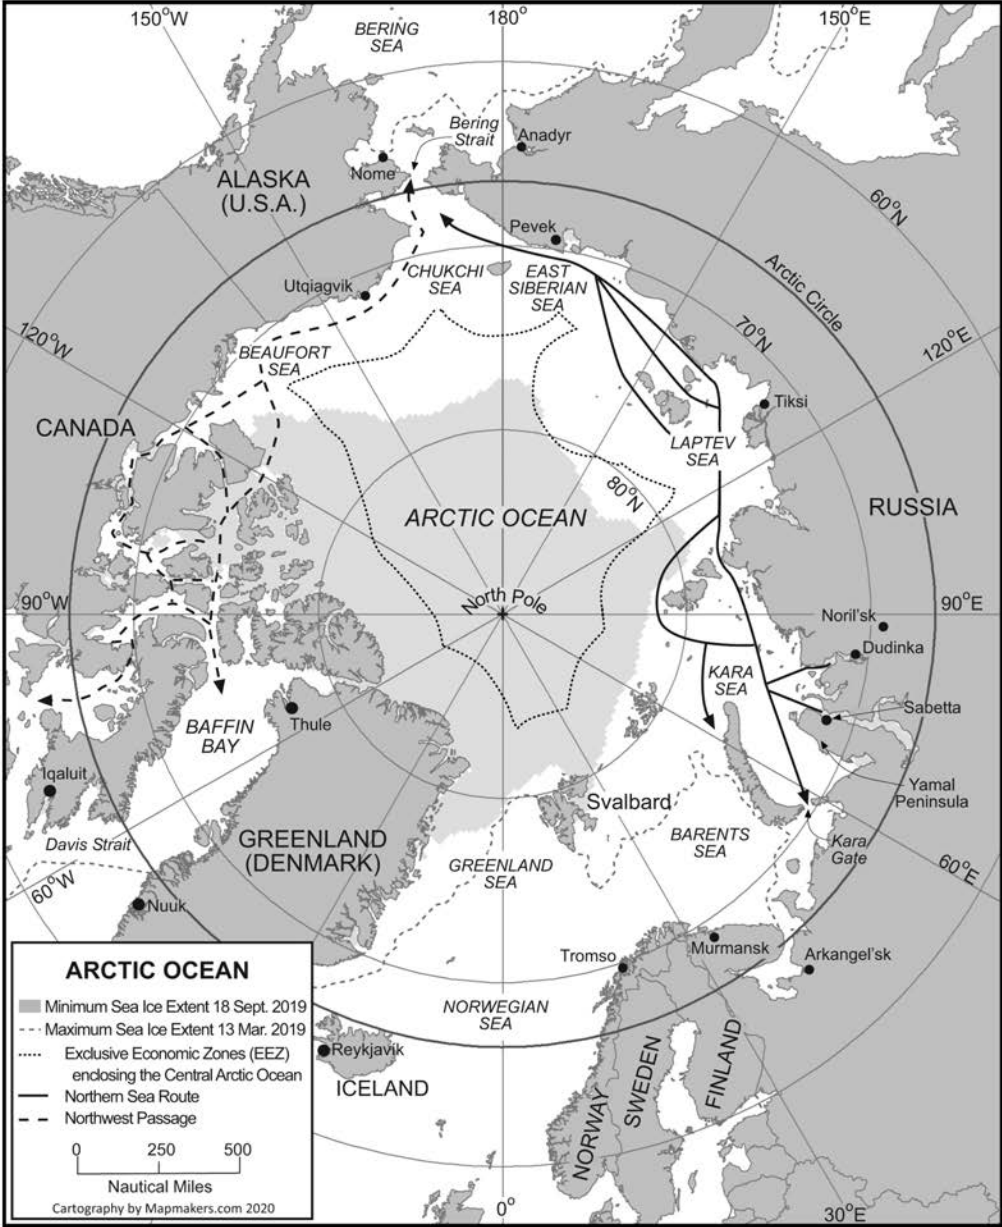 150°W
180°
150°E
BERING
SEA
Bering
Strait
Anadyr
Nome
ALASKA
(U.S.A.)
60°N
Pevek
Arctic Circle
CHUKCHI
SEA
EAST
SIBERIAN
SEA
Utqiagvik
120°W
BEAUFORT
SEA
70°N
120°E
Tiksi
CANADA
LAPTEV
SEA
80°N
ARCTIC OCEAN
RUSSIA
North Pole
90°W
90°E
Noril'sk
Dudinka
KARA
SEA
Sabetta
BAFFIN
BAY
Thule
Iqaluit
Yamal
Peninsula
Svalbard
GREENLAND
(DENMARK)
BARENTS
SEA
Kara
Gate
Davis Strait
GREENLAND
SEA
60°W
60°E
Nuuk
Murmansk
Tromso
Arkangel'sk
NORWEGIAN
SEA
Reykjavik
ICELAND
NORWAY
SWEDEN
FINLAND
0°
30°E
ARCTIC OCEAN
Minimum Sea Ice Extent 18 Sept. 2019
Maximum Sea Ice Extent 13 Mar. 2019
Exclusive Economic Zones (EEZ)
enclosing the Central Arctic Ocean
Northern Sea Route
Northwest Passage
0 250 500
Nautical Miles
Cartography by Mapmakers.com 2020